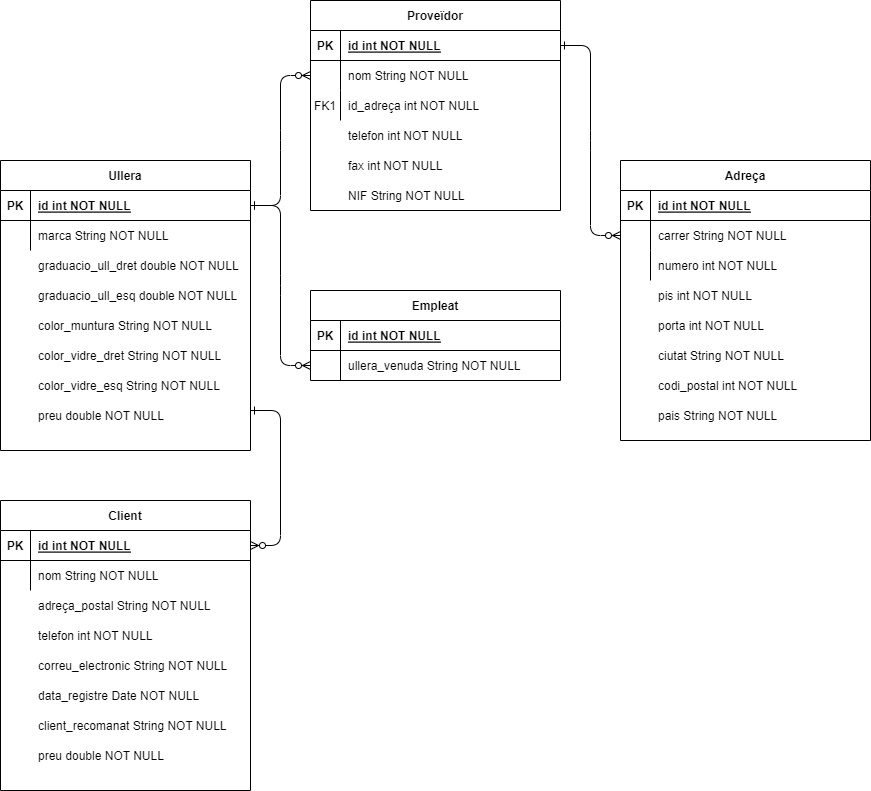 Proveïdor
PK id int NOT NULL
nom String NOT NULL
FK1 id_adreça int NOT NULL
telefon int NOT NULL
fax int NOT NULL
NIF String NOT NULL
Ullera
PK id int NOT NULL
marca String NOT NULL
graduacio_ull_dret double NOT NULL
graduacio_ull_esq double NOT NULL
color_muntura String NOT NULL
color_vidre_dret String NOT NULL
color_vidre_esq String NOT NULL
preu double NOT NULL
Adreça
PK id int NOT NULL
carrer String NOT NULL
numero int NOT NULL
pis int NOT NULL
porta int NOT NULL
ciutat String NOT NULL
codi_postal int NOT NULL
pais String NOT NULL
Empleat
PK id int NOT NULL
ullera_venuda String NOT NULL
Client
PK id int NOT NULL
nom String NOT NULL
adreça_postal String NOT NULL
telefon int NOT NULL
correu_electronic String NOT NULL
data_registre Date NOT NULL
client_recomanat String NOT NULL
preu double NOT NULL